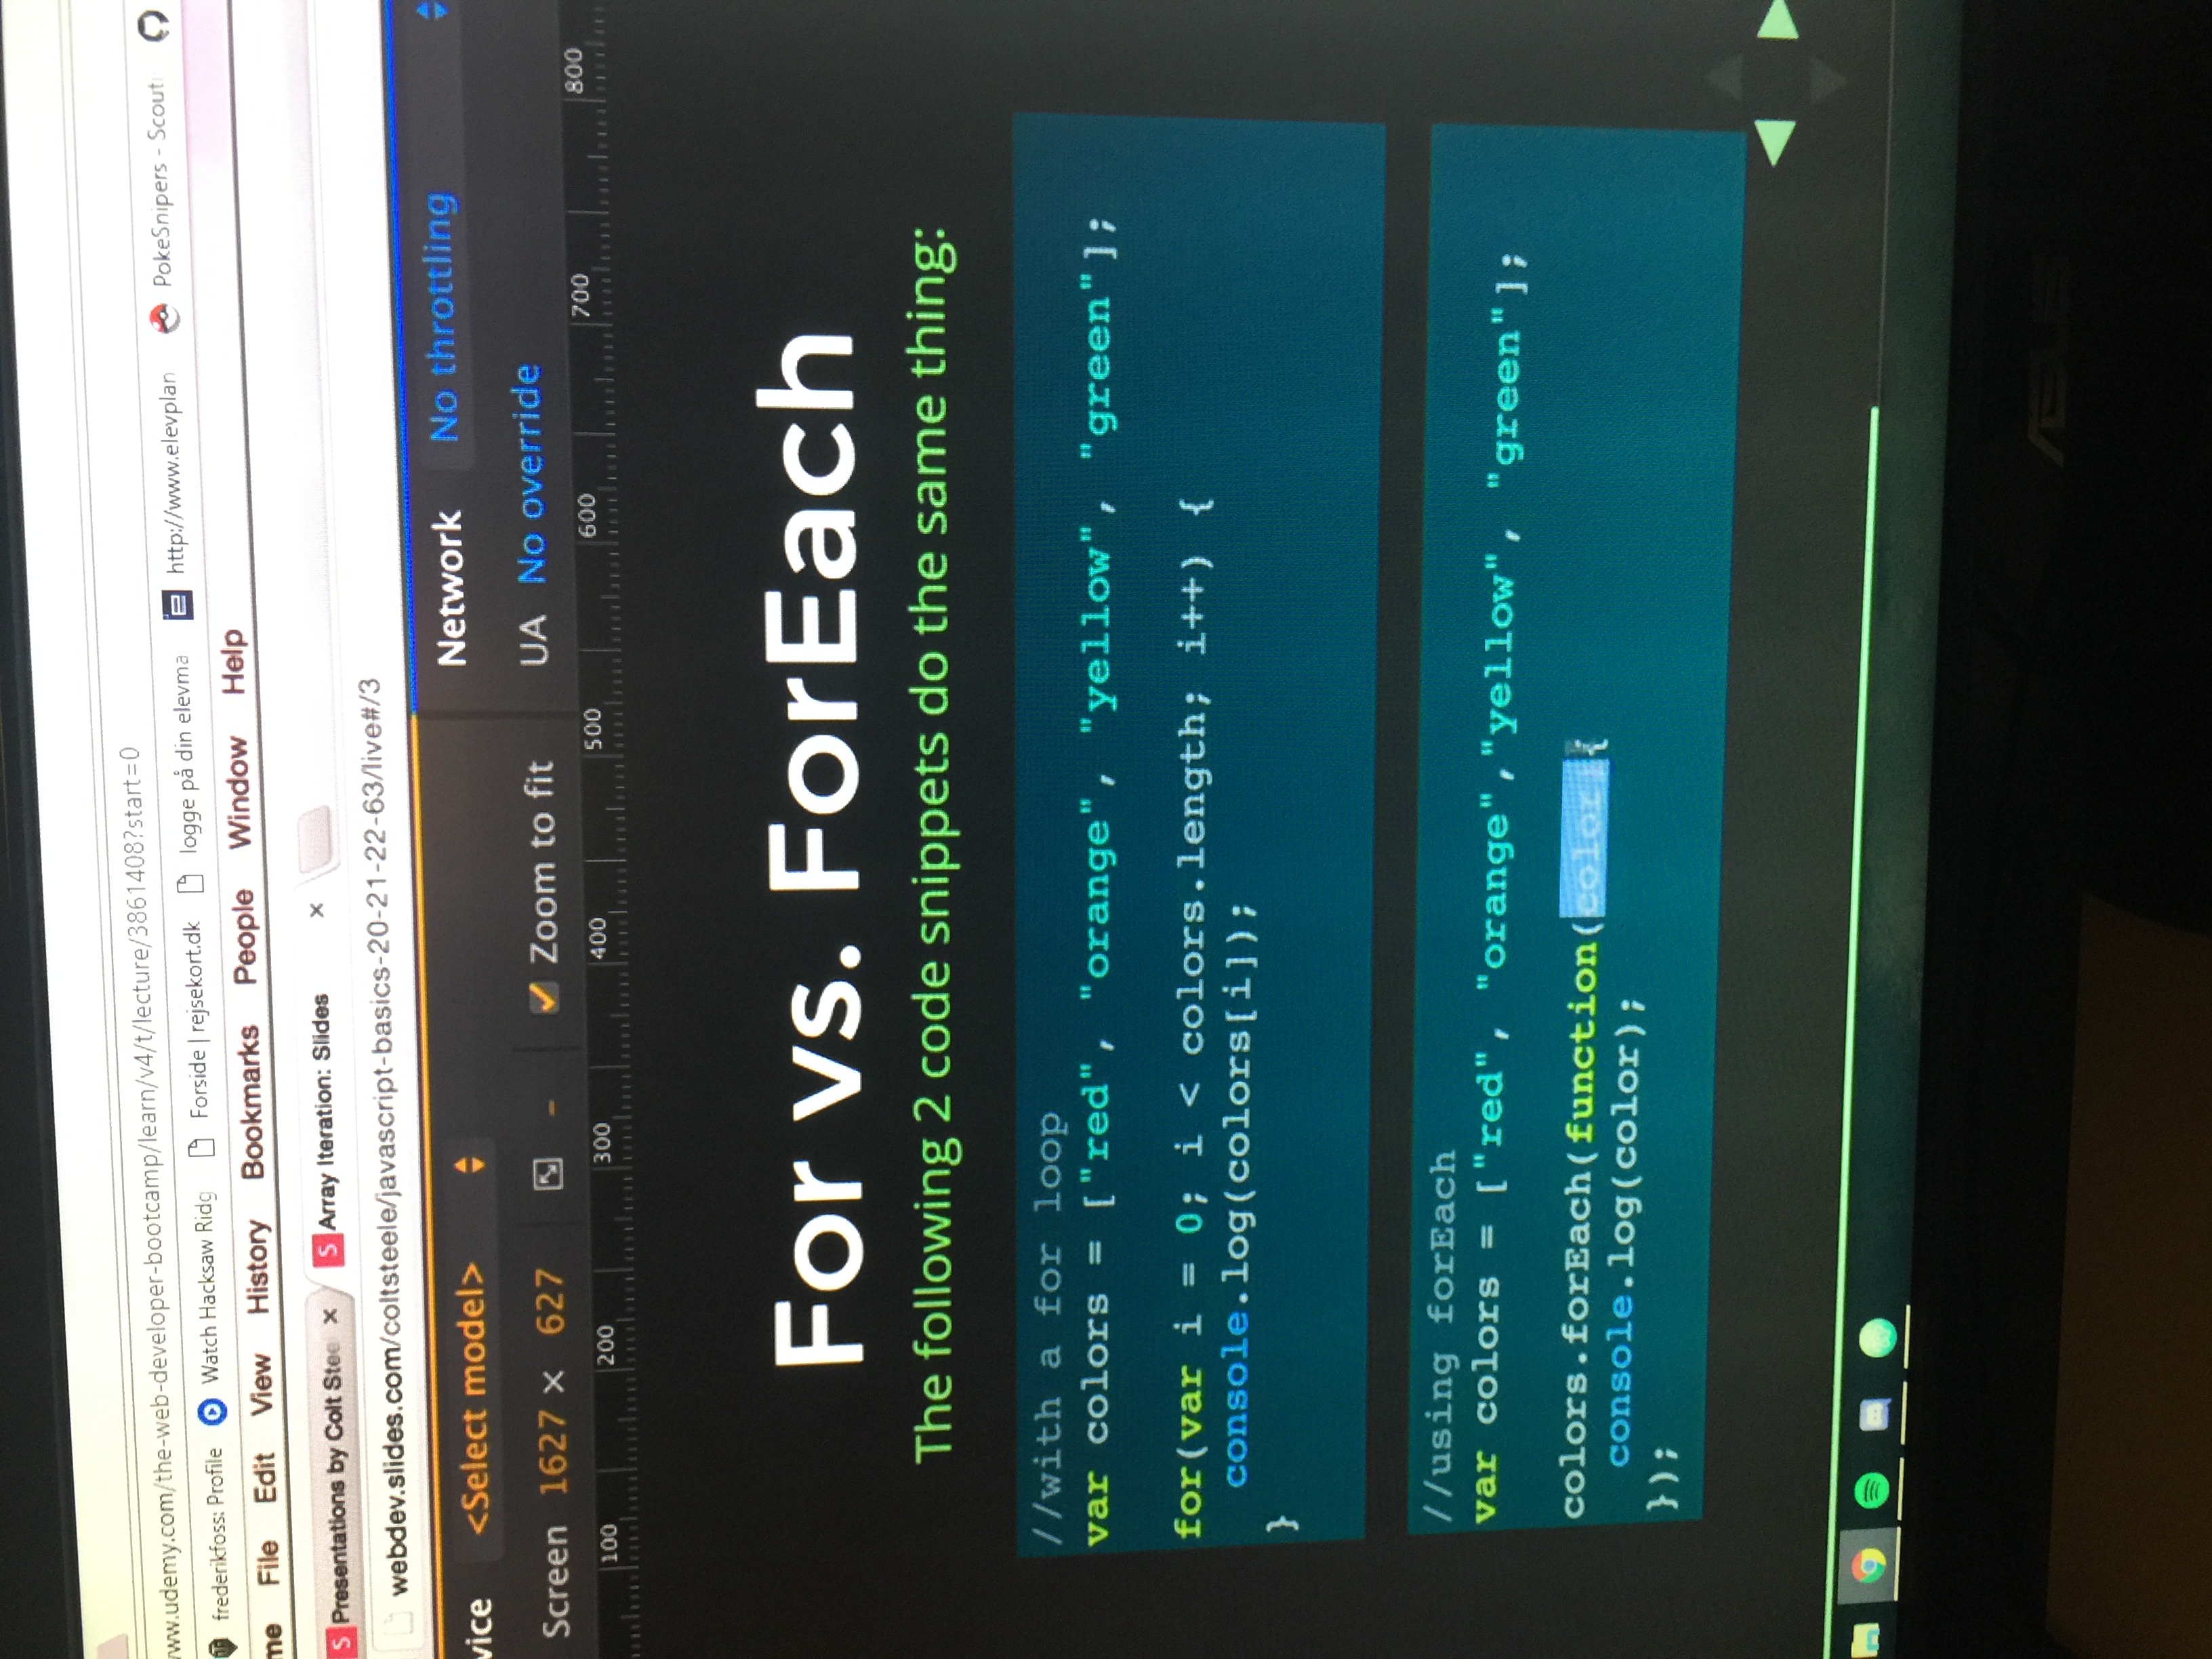 www.udemy.com/the-web-developer-bootcamp/learn/v4/t/lecture/3861408?start=0
frederikfoss: Profile Watch Hacksaw Ridg Forside | rejsekort.dk logge på din elevma http://www.elevplan PokeSnipers - Scouti
me File Edit View History Bookmarks People Window Help
Presentations by Colt Stee × Array Iteration: Slides ×
webdev.slides.com/coltsteele/javascript-basics-20-21-22-63/live#/3
vice <Select model> Network No throttling
Screen 1627 × 627 Zoom to fit UA No override
100 200 300 400 500 600 700 800
For vs. ForEach
The following 2 code snippets do the same thing:
//with a for loop
var colors = ["red", "orange", "yellow", "green"];
for(var i = 0; i < colors.length; i++) {
console.log(colors[i]);
}
//using forEach
var colors = ["red", "orange","yellow", "green"];
colors.forEach(function(color){
console.log(color);
});
ASUS